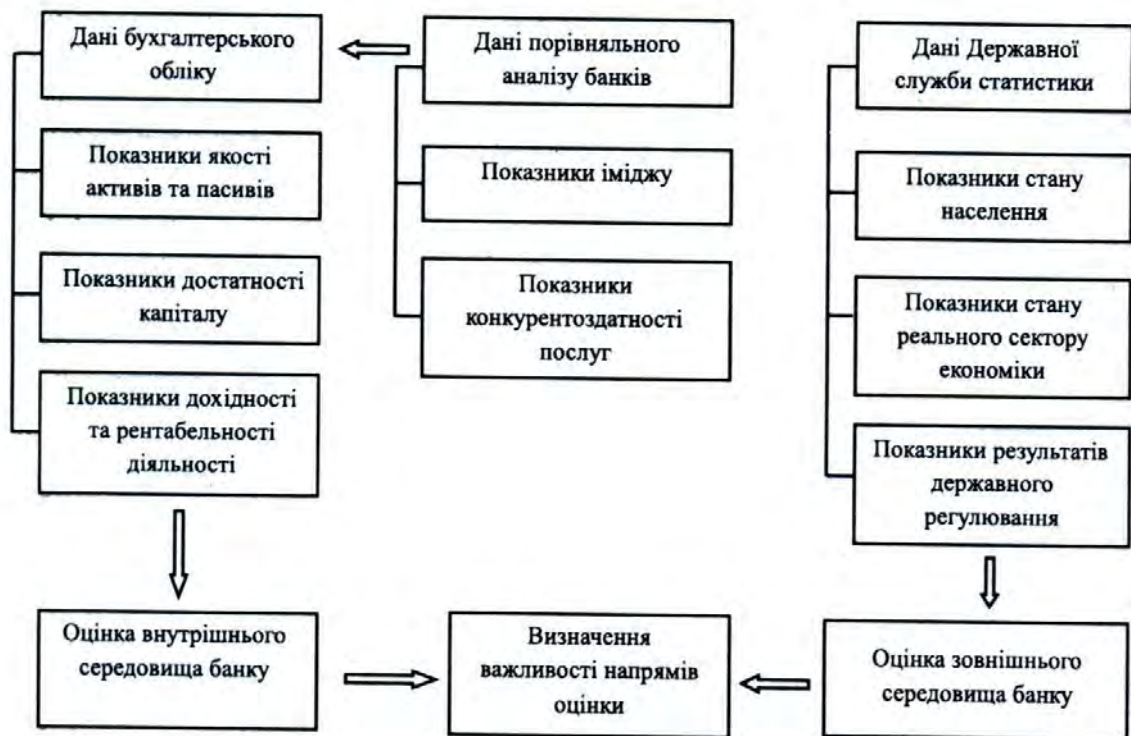 Дані бухгалтерського
обліку
Показники якості
активів та пасивів
Показники достатності
капіталу
Показники дохідності
та рентабельності
діяльності
Дані порівняльного
аналізу банків
Показники іміджу
Показники
конкурентоздатності
послуг
Дані Державної
служби статистики
Показники стану
населення
Показники стану
реального сектору
економіки
Показники результатів
державного
регулювання
Оцінка внутрішнього
середовища банку
Визначення
важливості напрямів
оцінки
Оцінка зовнішнього
середовища банку